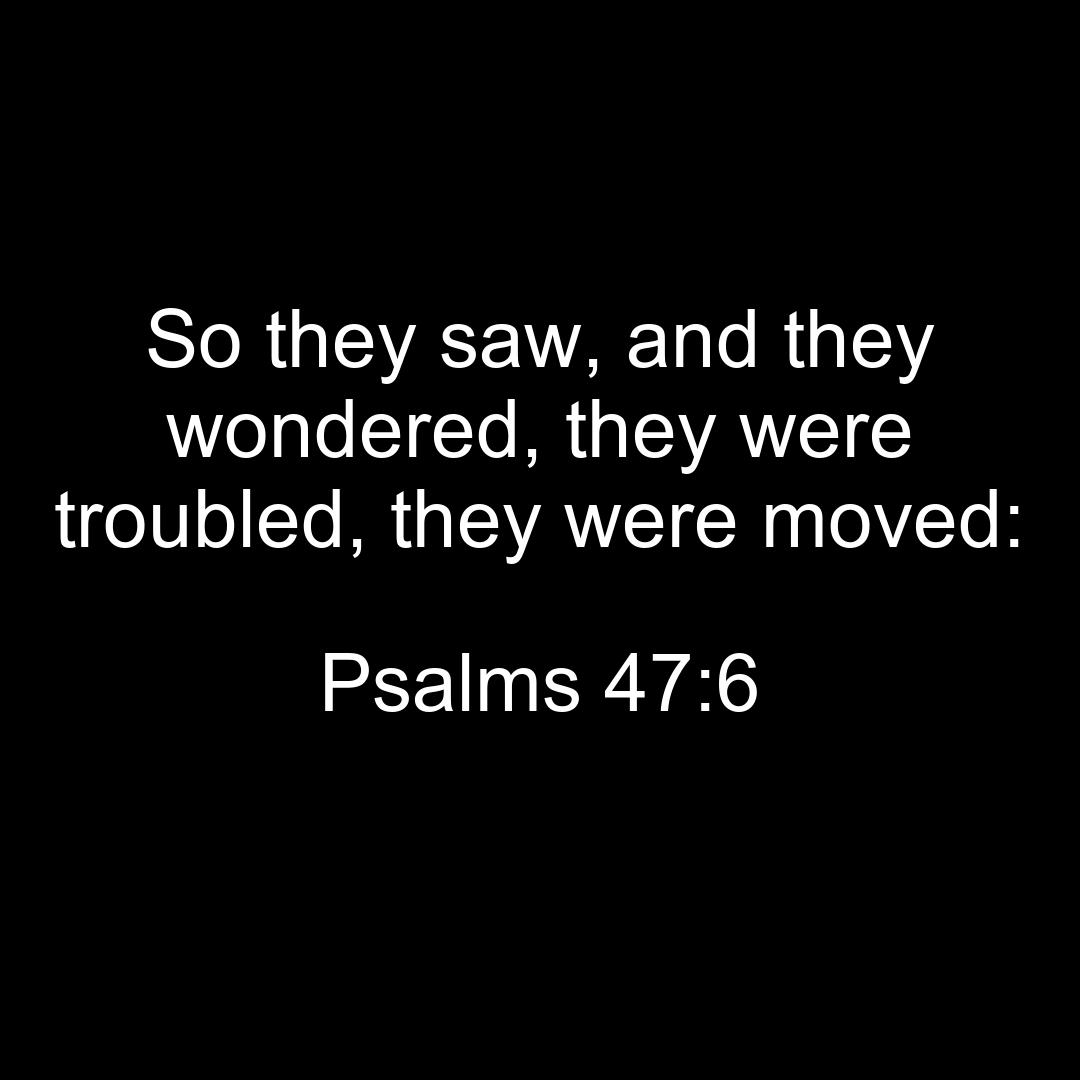 So they saw, and they
wondered, they were
troubled, they were moved:
Psalms 47:6